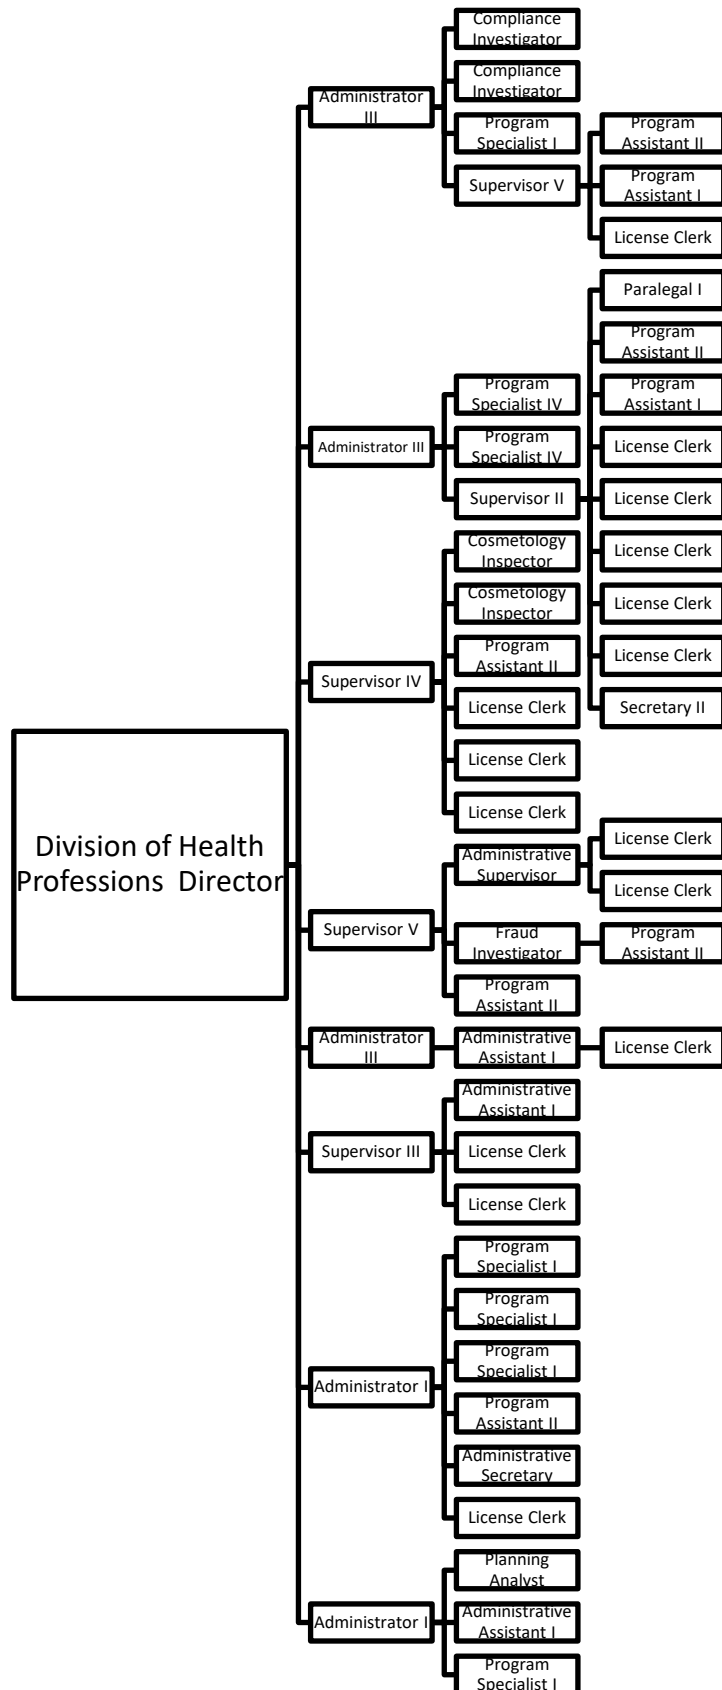 Compliance
Investigator
Compliance
Investigator
Administrator
III
Program
Specialist I
Program
Assistant II
Supervisor V
Program
Assistant I
License Clerk
Paralegal I
Program
Assistant II
Program
Specialist IV
Program
Assistant I
Administrator III
Program
Specialist IV
License Clerk
Supervisor II
License Clerk
Cosmetology
Inspector
License Clerk
Cosmetology
Inspector
License Clerk
Supervisor IV
Program
Assistant II
License Clerk
License Clerk
Secretary II
License Clerk
License Clerk
Division of Health
Professions Director
Administrative
Supervisor
License Clerk
License Clerk
Supervisor V
Fraud
Investigator
Program
Assistant II
Program
Assistant II
Administrator
III
Administrative
Assistant I
License Clerk
Administrative
Assistant I
Supervisor III
License Clerk
License Clerk
Program
Specialist I
Program
Specialist I
Program
Specialist I
Administrator I
Program
Assistant II
Administrative
Secretary
License Clerk
Planning
Analyst
Administrator I
Administrative
Assistant I
Program
Specialist I